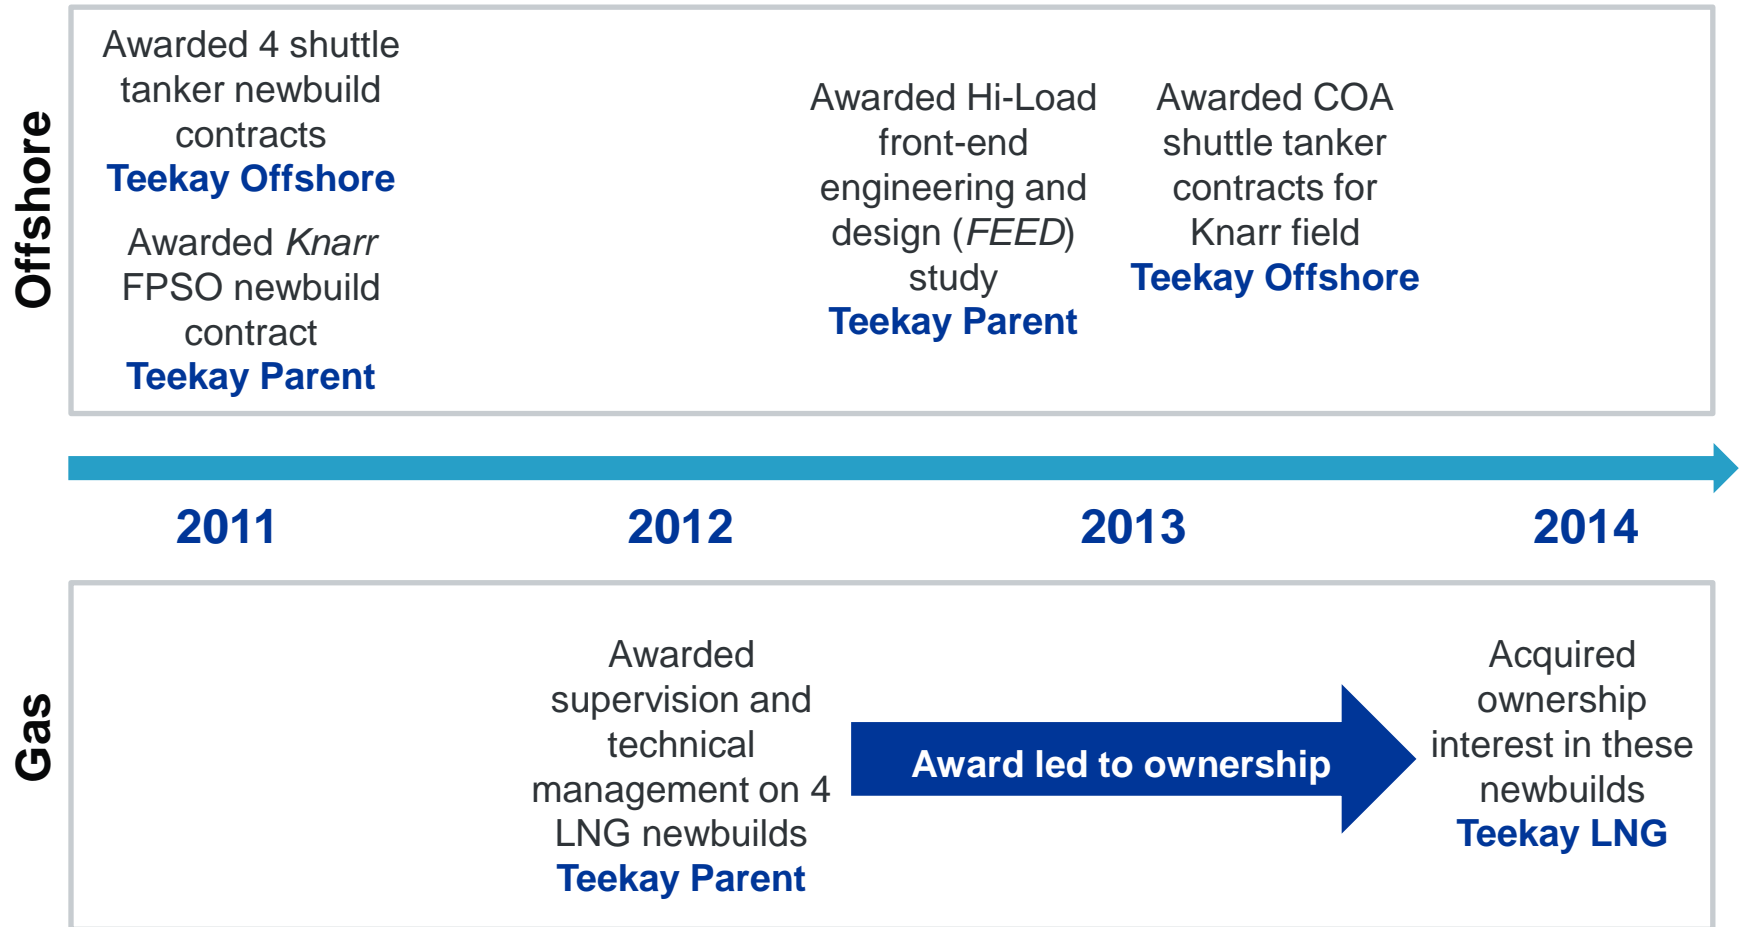 Offshore
Awarded 4 shuttle
tanker newbuild
contracts
Teekay Offshore
Awarded Knarr
FPSO newbuild
contract
Teekay Parent
Awarded Hi-Load
front-end
engineering and
design (FEED)
study
Teekay Parent
Awarded COA
shuttle tanker
contracts for
Knarr field
Teekay Offshore
2011
2012
2013
2014
Gas
Awarded
supervision and
technical
management on 4
LNG newbuilds
Teekay Parent
Award led to ownership
Acquired
ownership
interest in these
newbuilds
Teekay LNG